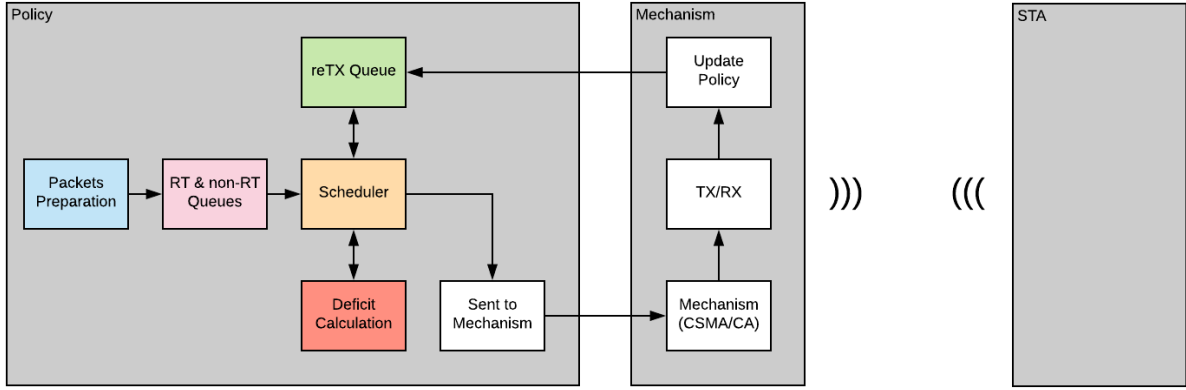 Policy
Mechanism
STA
reTX Queue
Update
Policy
Packets
Preparation
RT & non-RT
Queues
Scheduler
TX/RX
)))
(((
Deficit
Calculation
Sent to
Mechanism
Mechanism
(CSMA/CA)